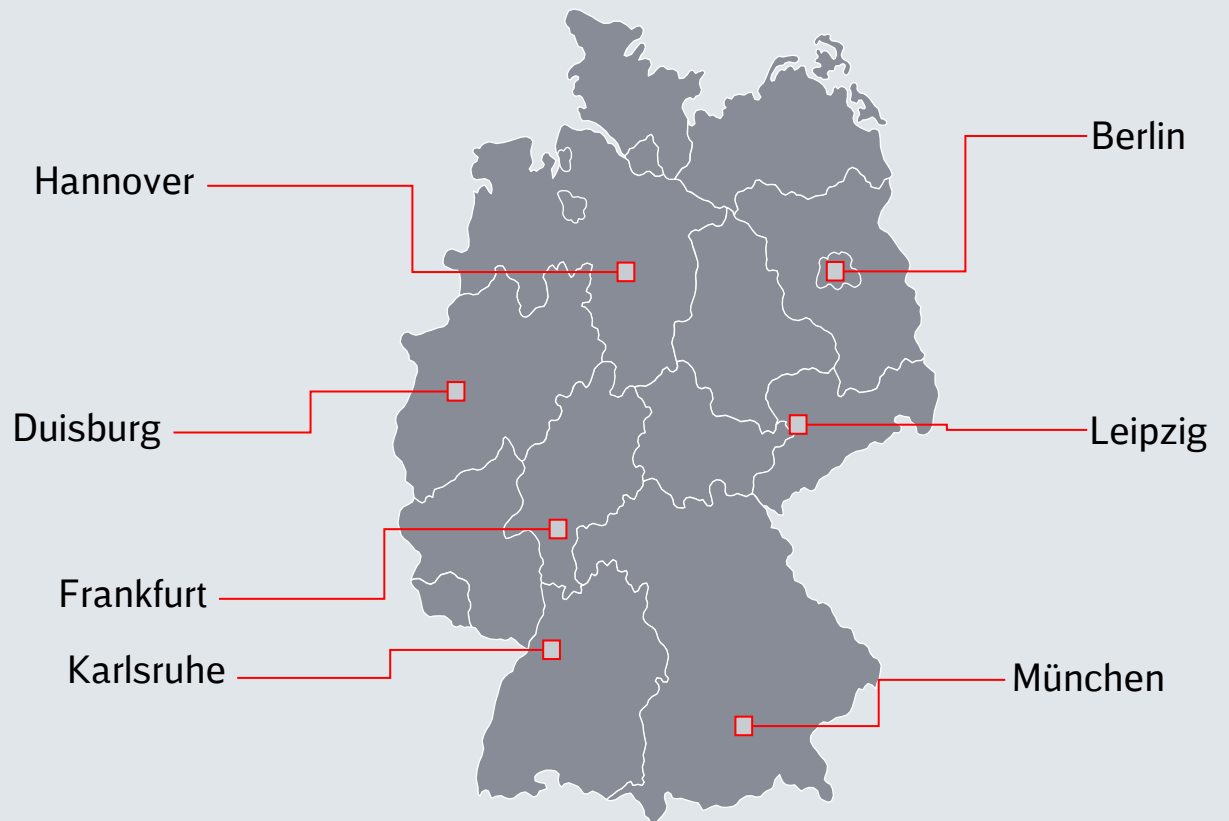 Berlin
Hannover
Duisburg
Leipzig
Frankfurt
Karlsruhe
München